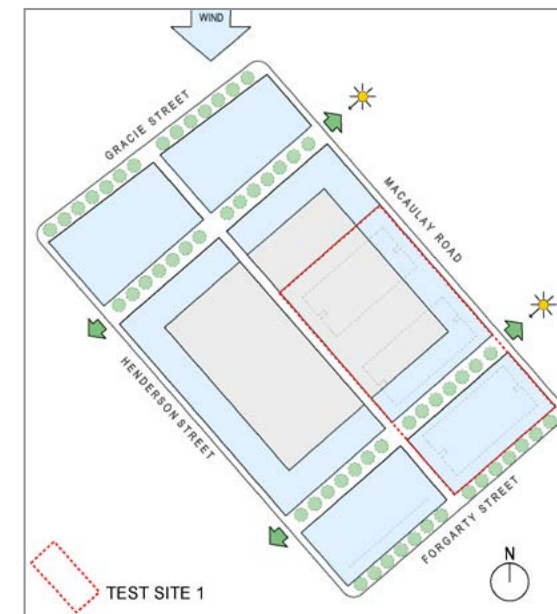 WIND
GRACIE STREET
MACAULAY ROAD
HENDERSON STREET
FORGARTY STREET
N
TEST SITE 1